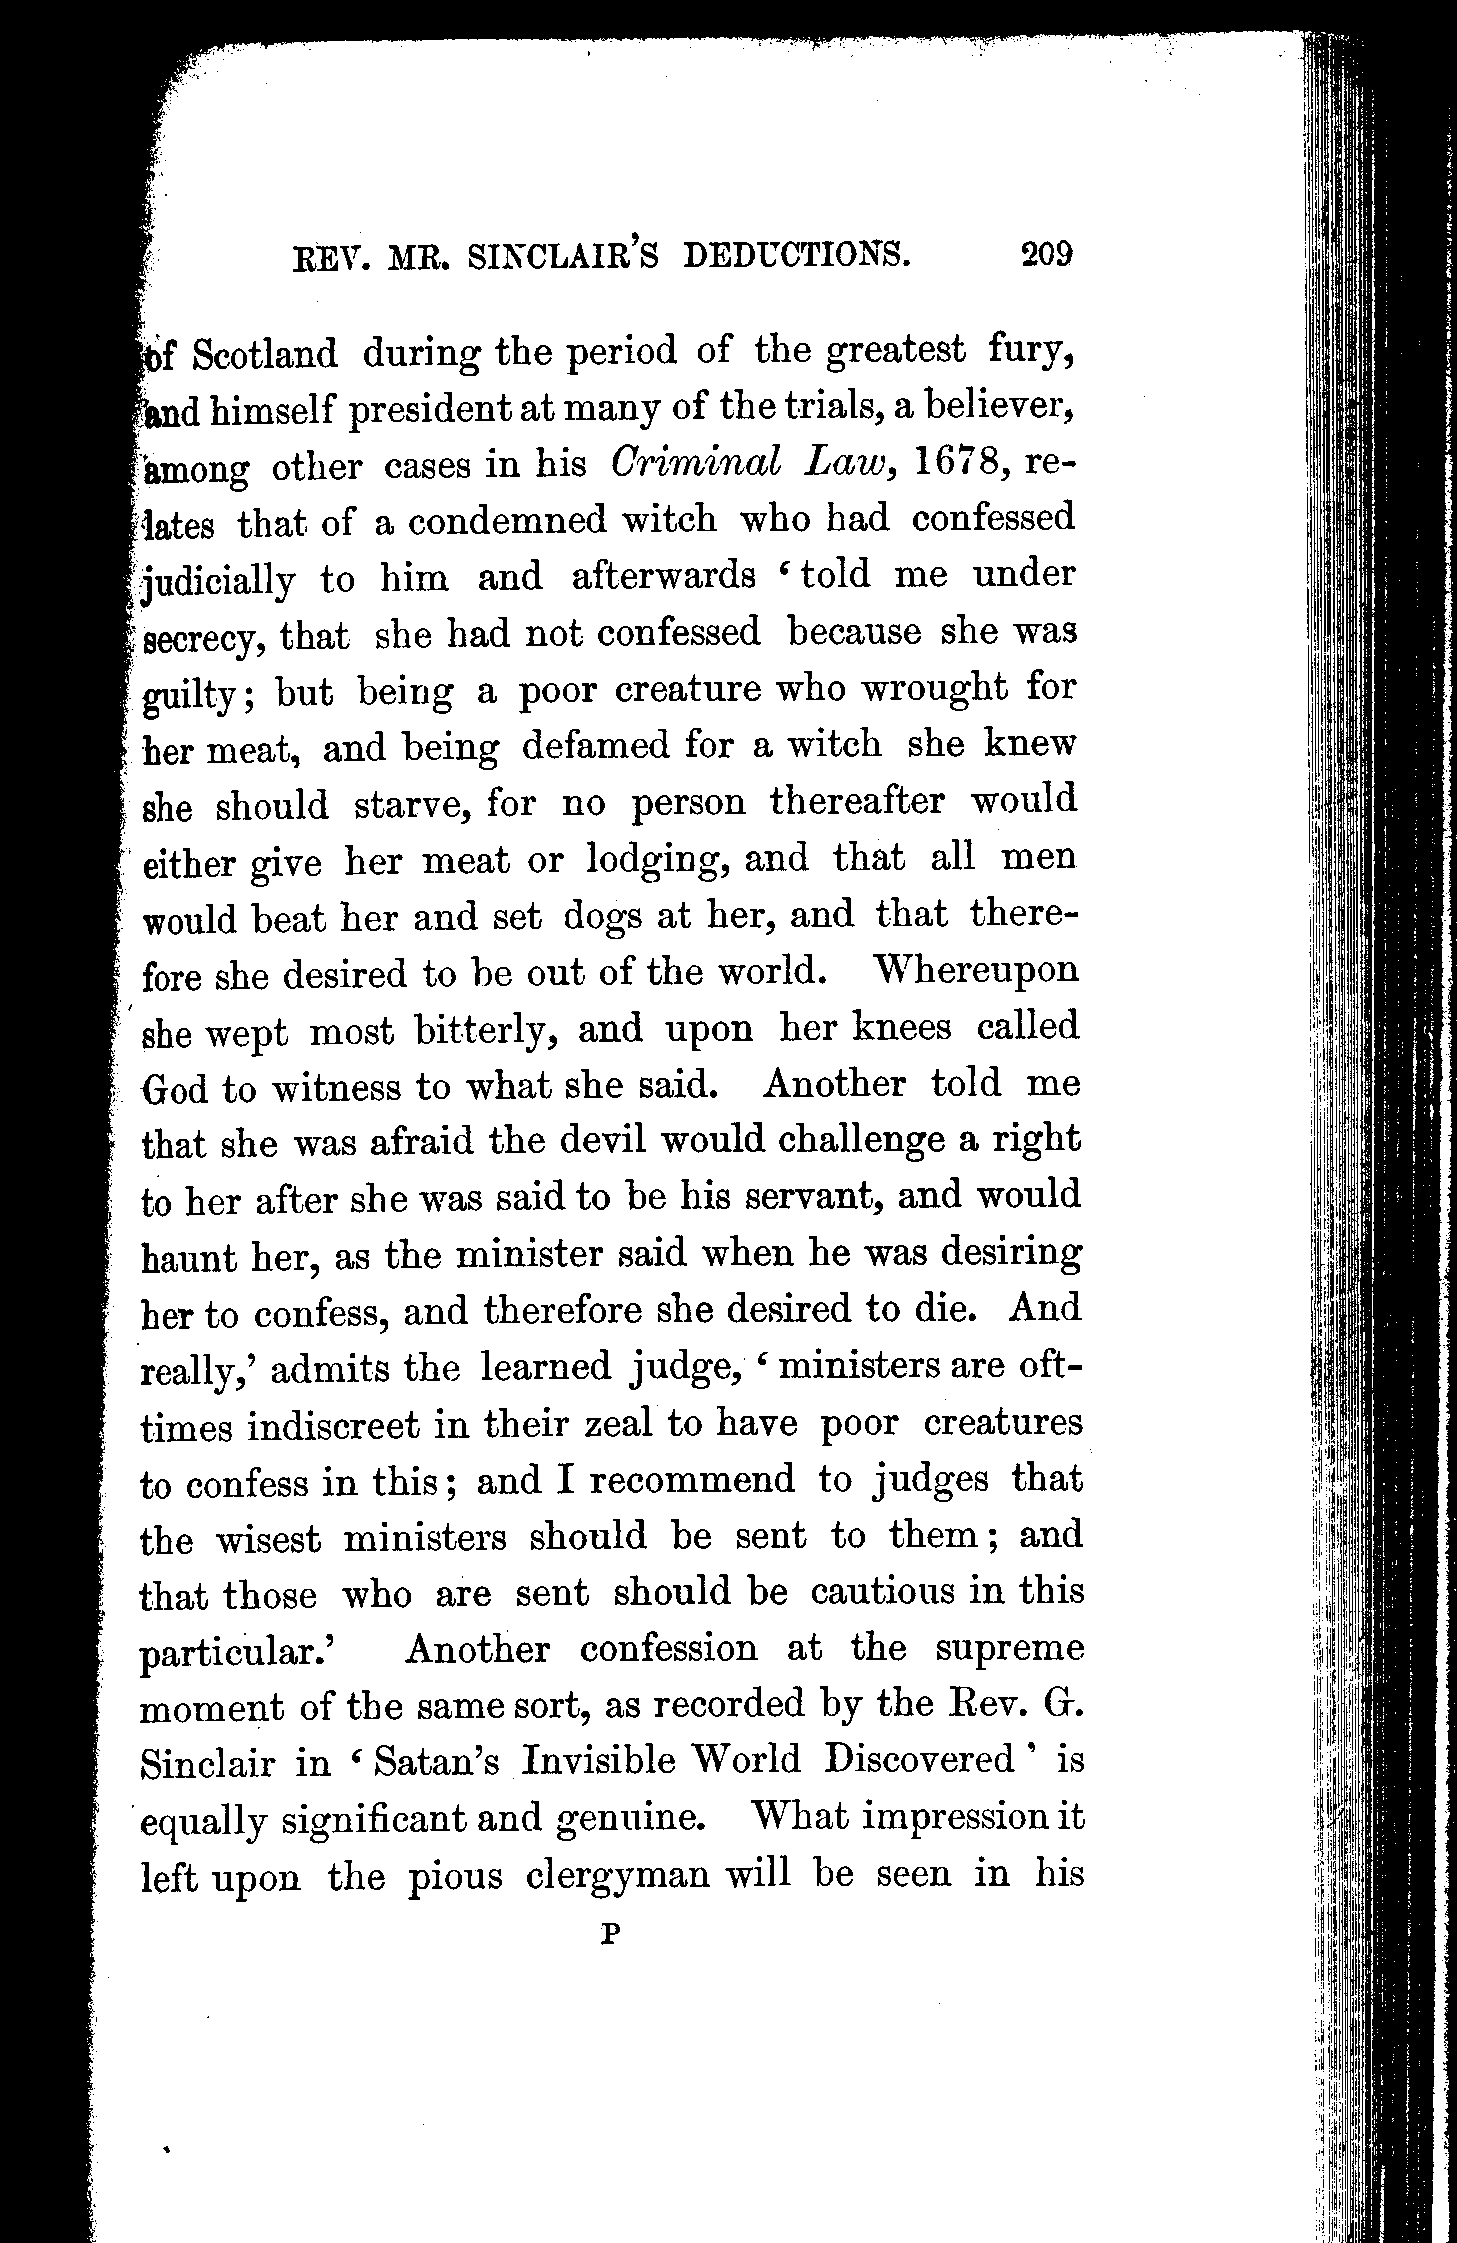 REV. MR. SINCLAIR'S DEDUCTIONS. 209
of Scotland during the period of the greatest fury,
and himself president at many of the trials, a believer,
among other cases in his Criminal Law, 1678, re-
lates that of a condemned witch who had confessed
judicially to him and afterwards ‘told me under
secrecy, that she had not confessed because she was
guilty; but being a poor creature who wrought for
her meat, and being defamed for a witch she knew
she should starve, for no person thereafter would
either give her meat or lodging, and that all men
would beat her and set dogs at her, and that there-
fore she desired to be out of the world. Whereupon
she wept most bitterly, and upon her knees called
God to witness to what she said. Another told me
that she was afraid the devil would challenge a right
to her after she was said to be his servant, and would
haunt her, as the minister said when he was desiring
her to confess, and therefore she desired to die. And
really,’ admits the learned judge, ‘ministers are oft-
times indiscreet in their zeal to have poor creatures
to confess in this; and I recommend to judges that
the wisest ministers should be sent to them; and
that those who are sent should be cautious in this
particular.’ Another confession at the supreme
moment of the same sort, as recorded by the Rev. G.
Sinclair in ‘Satan's Invisible World Discovered’ is
equally significant and genuine. What impression it
left upon the pious clergyman will be seen in his
P